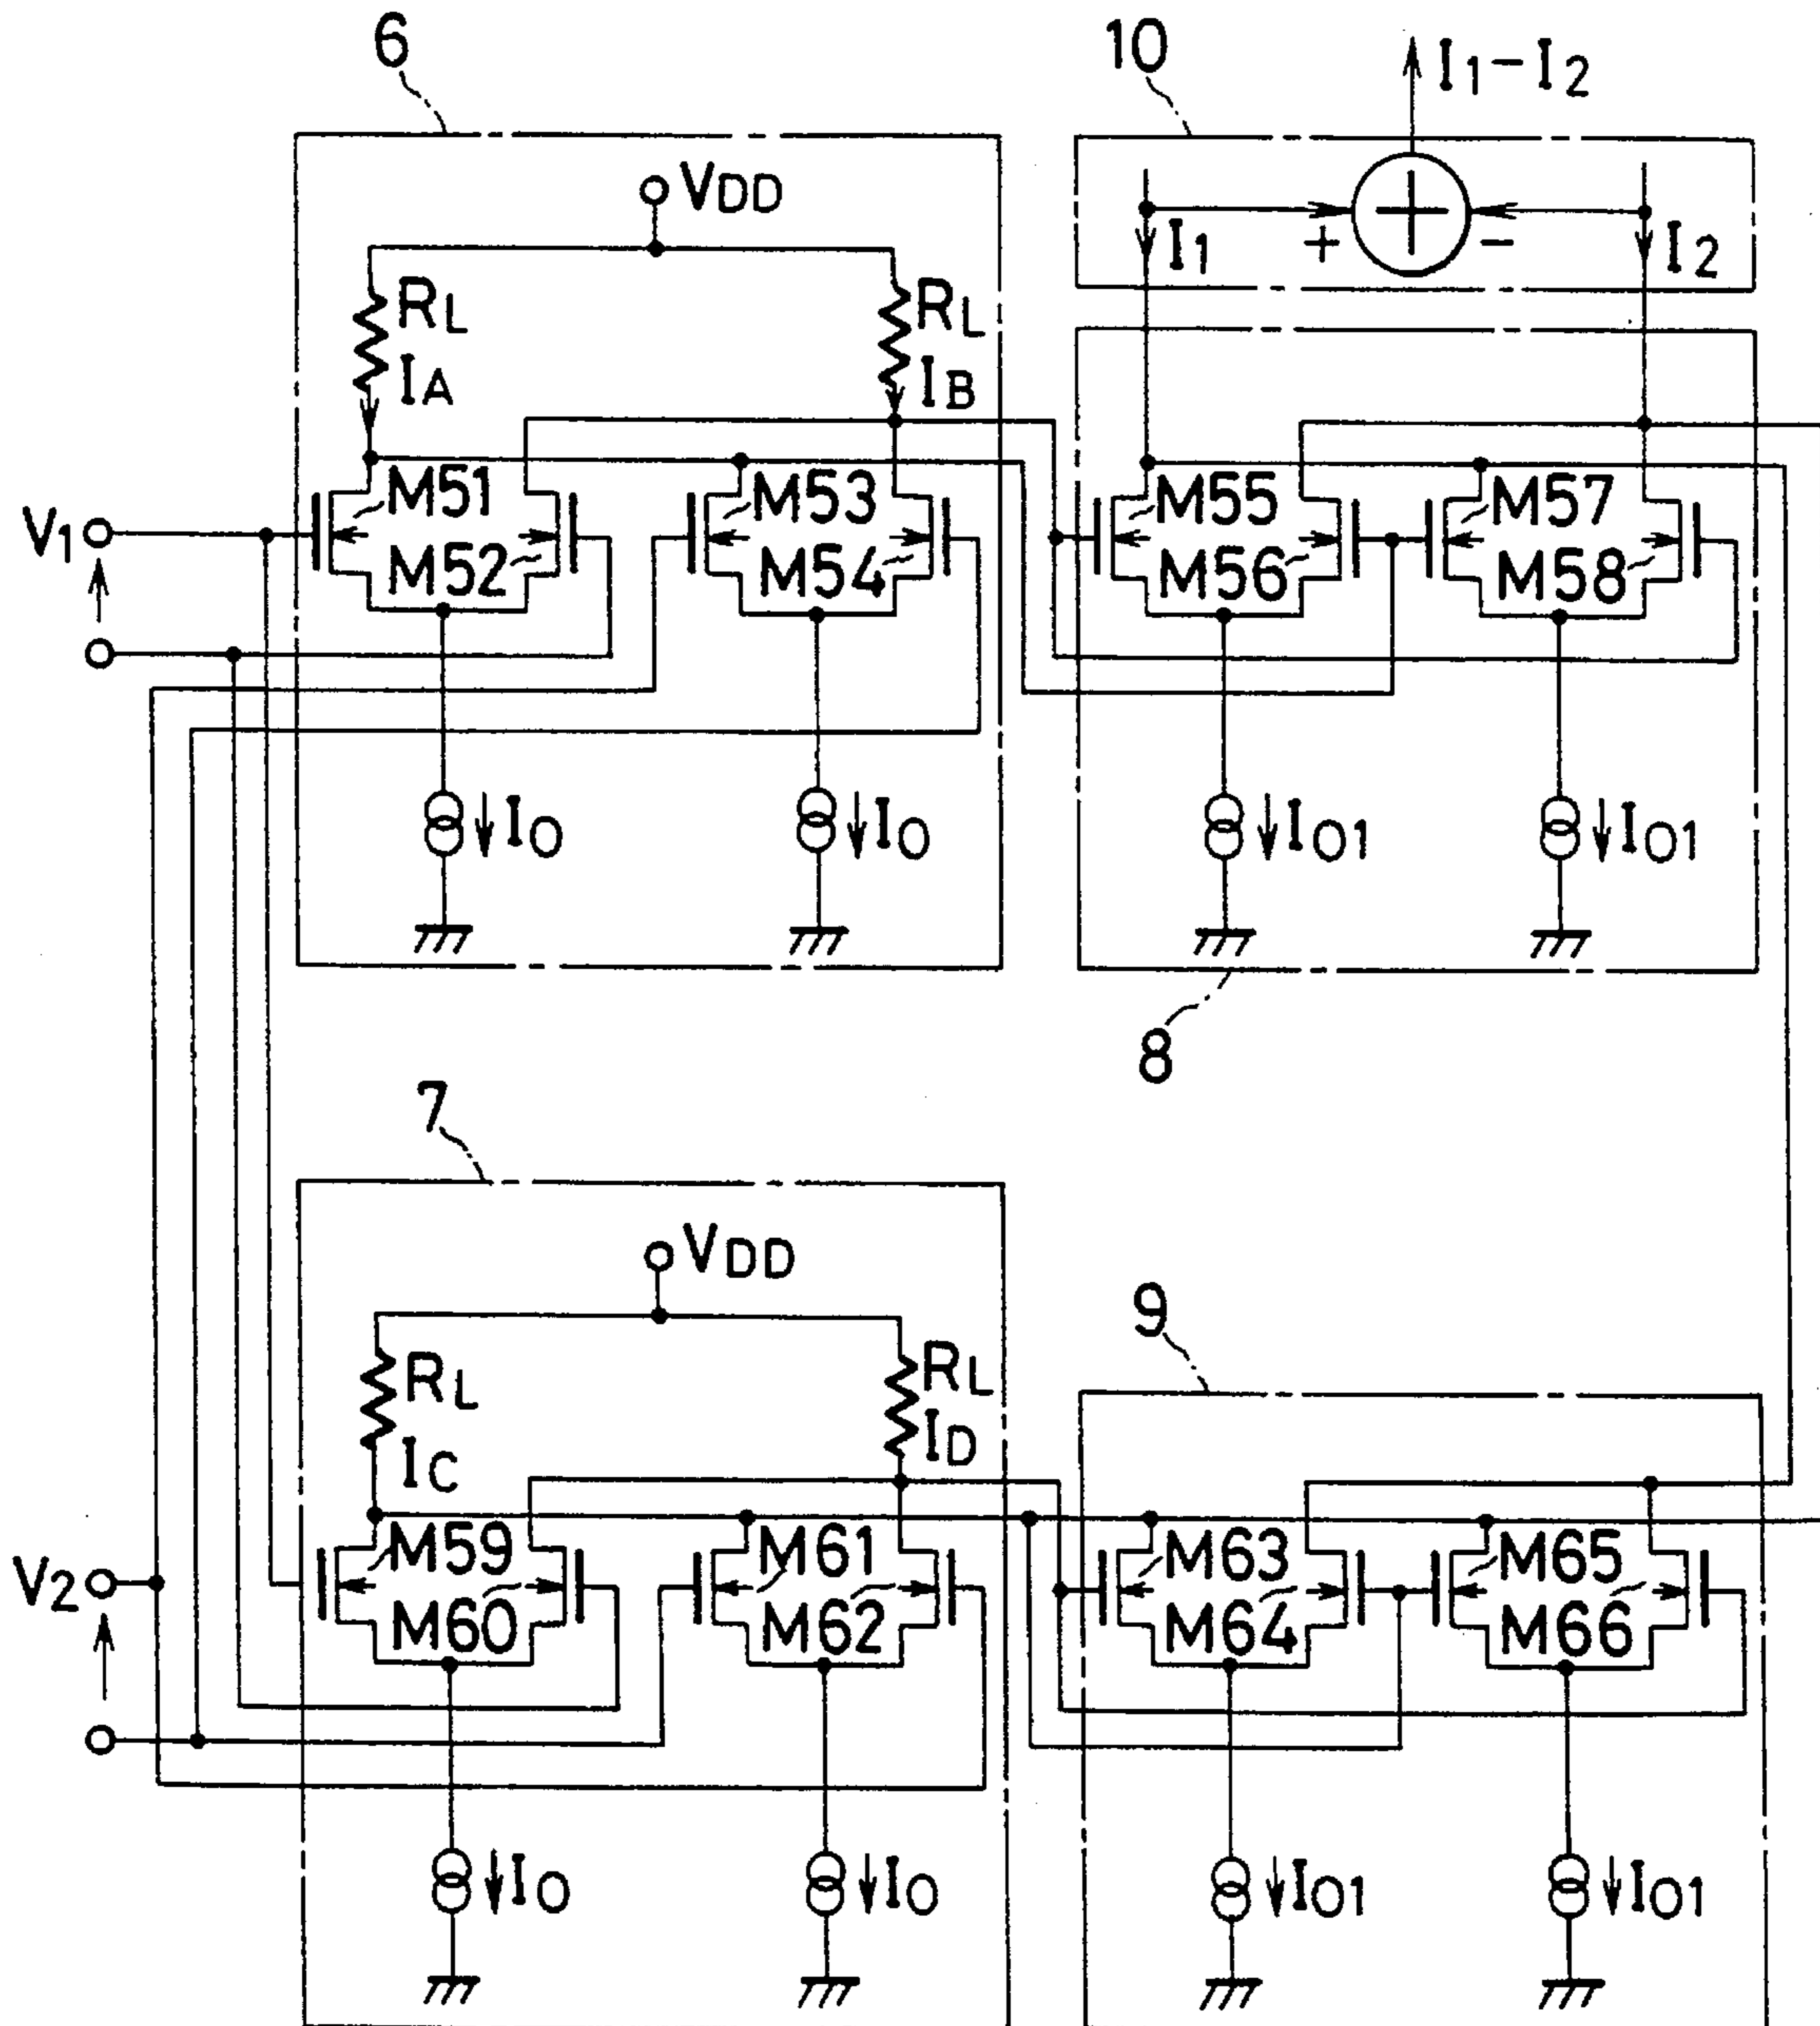 6
10
I1-I2
VDD
RL
RL
I1
+
-
I2
IA
IB
M51
M53
M55
M57
V1
M52
M54
M56
M58
IO
IO
IO1
IO1
8
7
VDD
9
RL
RL
IC
ID
M59
M61
M63
M65
V2
M60
M62
M64
M66
IO
IO
IO1
IO1